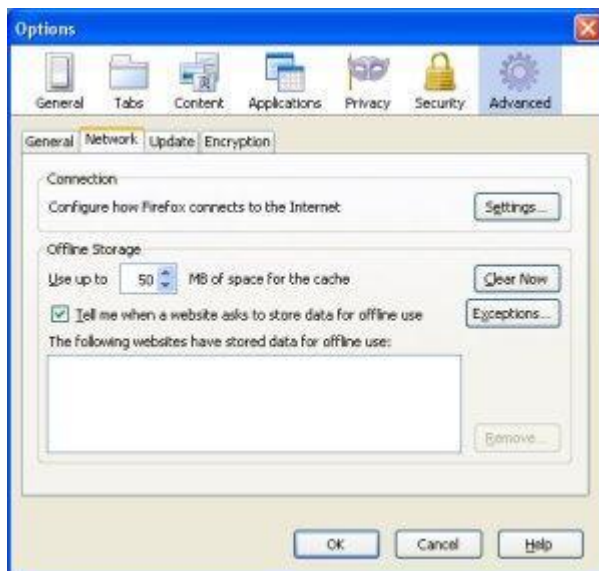 Options
General Tabs Content Applications Privacy Security Advanced
General Network Update Encryption
Connection
Configure how Firefox connects to the Internet Settings...
Offline Storage
Use up to 50 MB of space for the cache Clear Now
Tell me when a website asks to store data for offline use Exceptions...
The following websites have stored data for offline use:
Remove...
OK Cancel Help